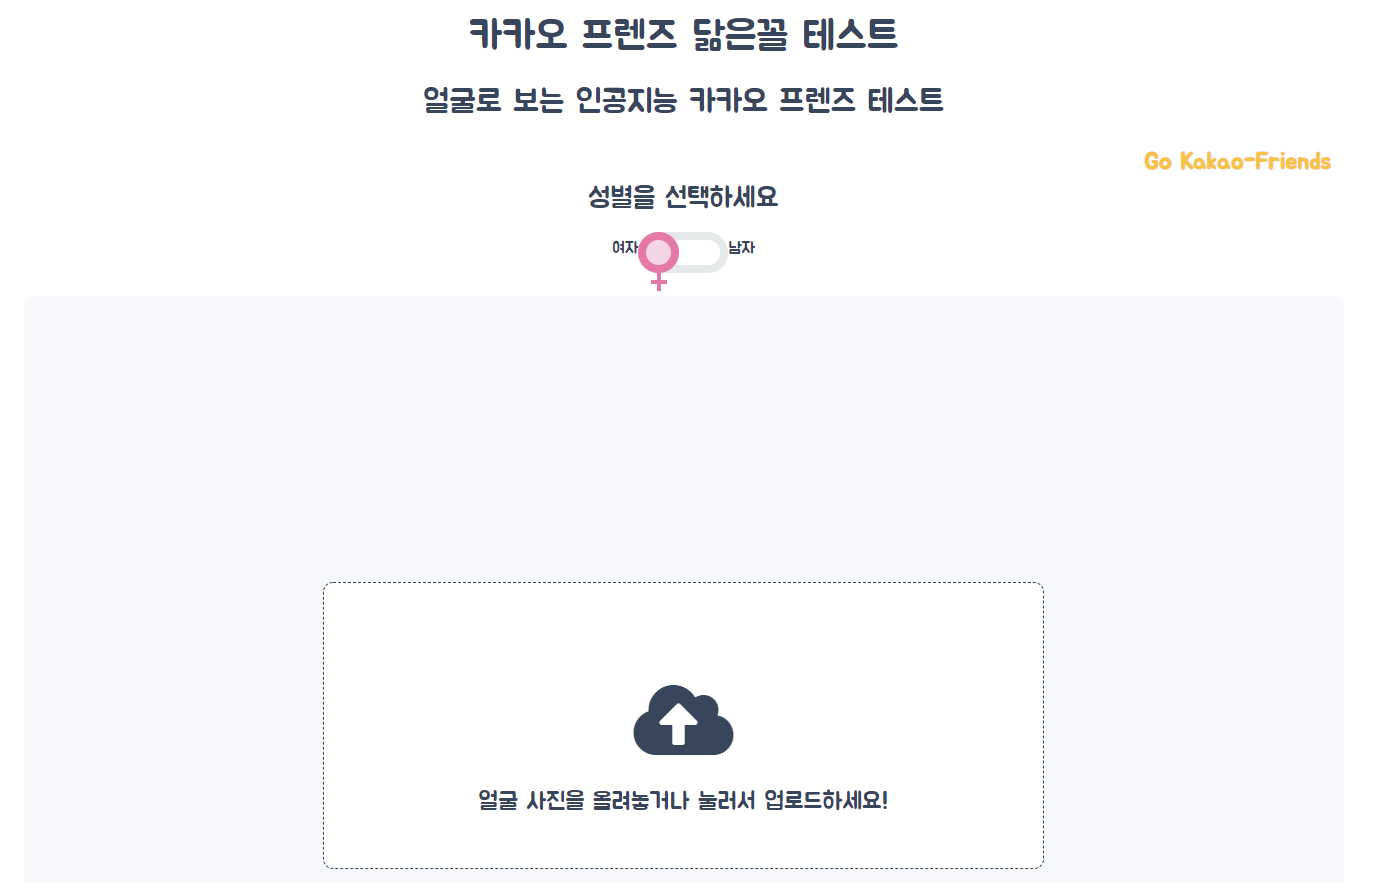 카카오 프렌즈 닮은꼴 테스트
얼굴로 보는 인공지능 카카오 프렌즈 테스트
Go Kakao-Friends
성별을 선택하세요
여자 남자
얼굴 사진을 올려놓거나 눌러서 업로드하세요!